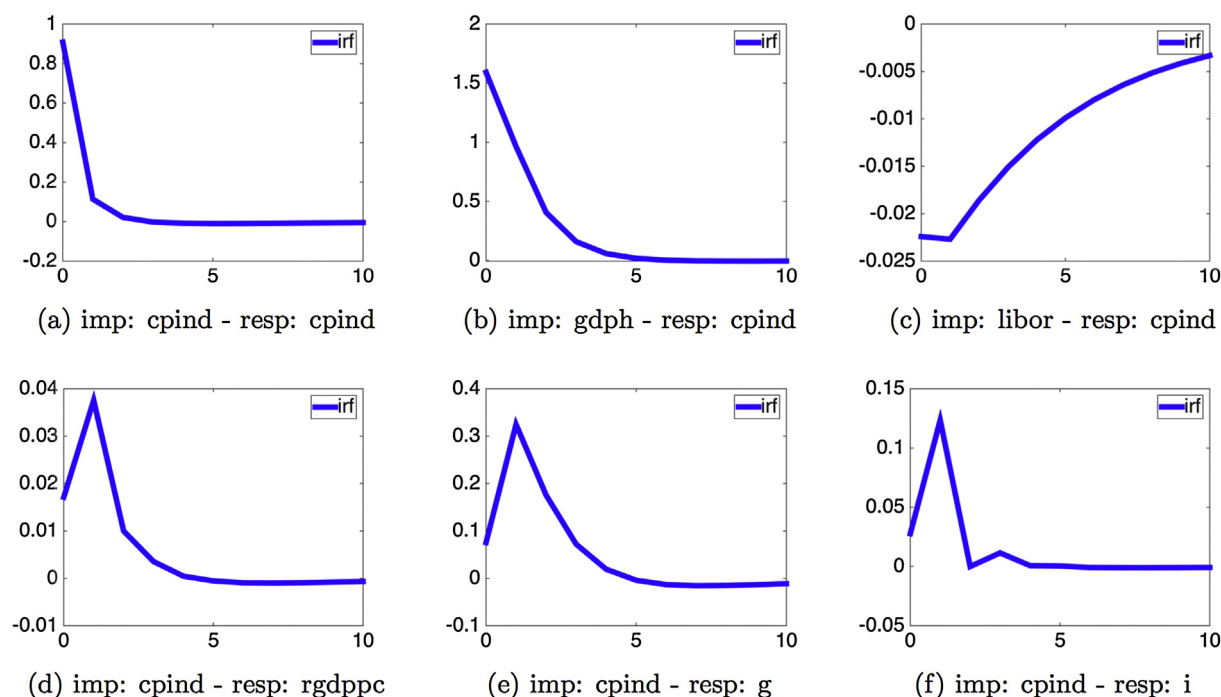 1
0.8
0.6
0.4
0.2
0
-0.2
0 5 10
irf
(a) imp: cpind - resp: cpind
2
1.5
1
0.5
0
0 5 10
irf
(b) imp: gdph - resp: cpind
0
-0.005
-0.01
-0.015
-0.02
-0.025
0 5 10
irf
(c) imp: libor - resp: cpind
0.04
0.03
0.02
0.01
0
-0.01
0 5 10
irf
(d) imp: cpind - resp: rgdppc
0.4
0.3
0.2
0.1
0
-0.1
0 5 10
irf
(e) imp: cpind - resp: g
0.15
0.1
0.05
0
-0.05
0 5 10
irf
(f) imp: cpind - resp: i